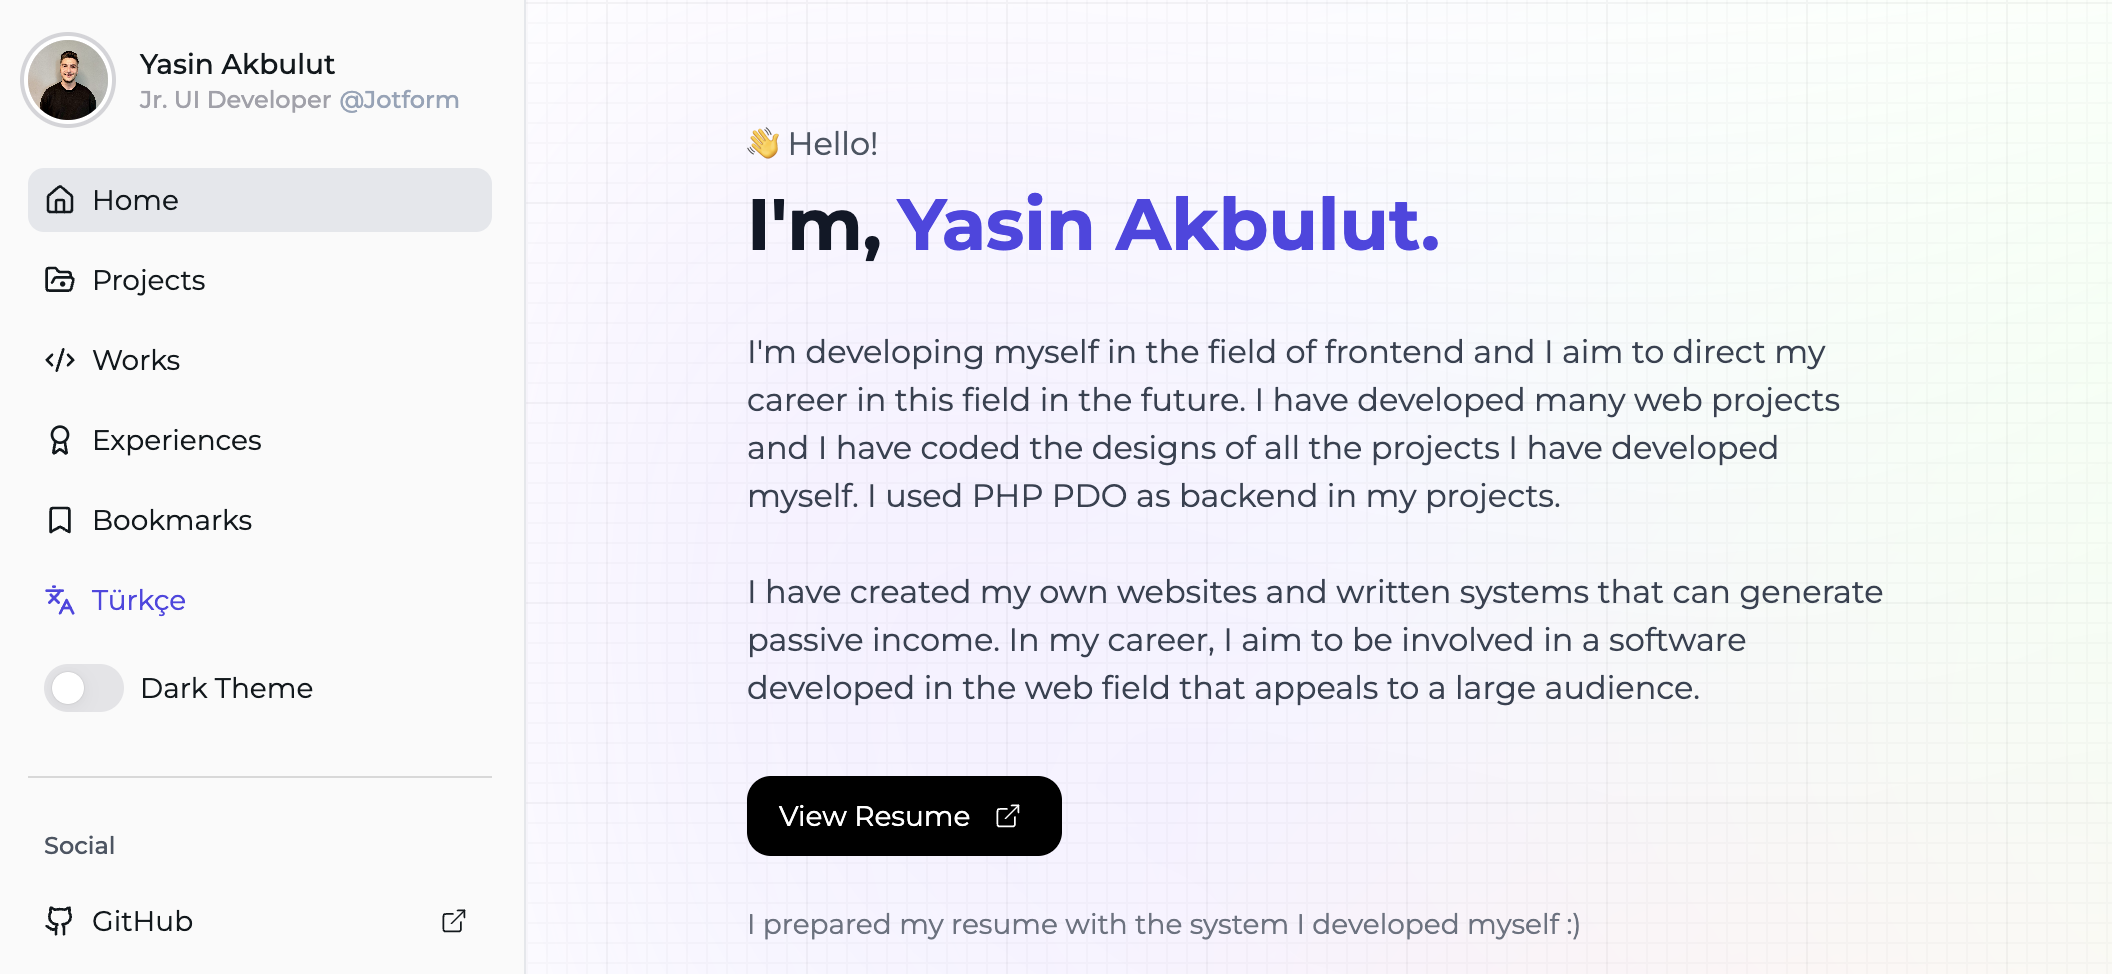 Yasin Akbulut
Jr. UI Developer @Jotform
Home
Projects
Works
Experiences
Bookmarks
Türkçe
Dark Theme
Social
GitHub
👋 Hello!
I'm, Yasin Akbulut.
I'm developing myself in the field of frontend and I aim to direct my
career in this field in the future. I have developed many web projects
and I have coded the designs of all the projects I have developed
myself. I used PHP PDO as backend in my projects.
I have created my own websites and written systems that can generate
passive income. In my career, I aim to be involved in a software
developed in the web field that appeals to a large audience.
View Resume
I prepared my resume with the system I developed myself :)